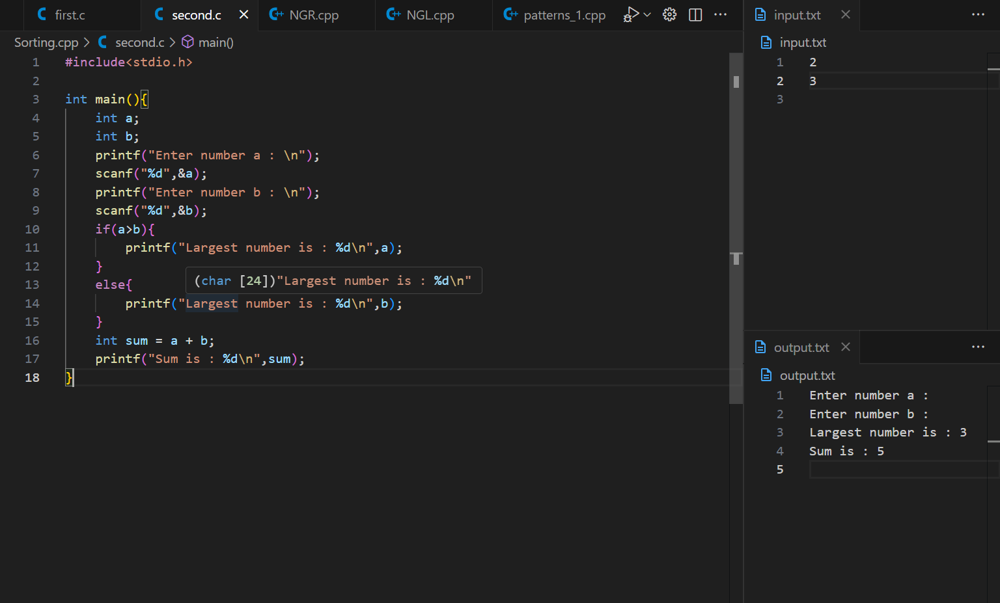 first.c
second.c
NGR.cpp
NGL.cpp
patterns_1.cpp
Sorting.cpp > second.c > main()
1 #include<stdio.h>
2
3 int main(){
4 int a;
5 int b;
6 printf("Enter number a : \n");
7 scanf("%d",&a);
8 printf("Enter number b : \n");
9 scanf("%d",&b);
10 if(a>b){
11 printf("Largest number is : %d\n",a);
12 }
(char [24])"Largest number is : %d\n"
13 else{
14 printf("Largest number is : %d\n",b);
15 }
16 int sum = a + b;
17 printf("Sum is : %d\n",sum);
18 }
input.txt
input.txt
1 2
2 3
3
output.txt
output.txt
1 Enter number a :
2 Enter number b :
3 Largest number is : 3
4 Sum is : 5
5